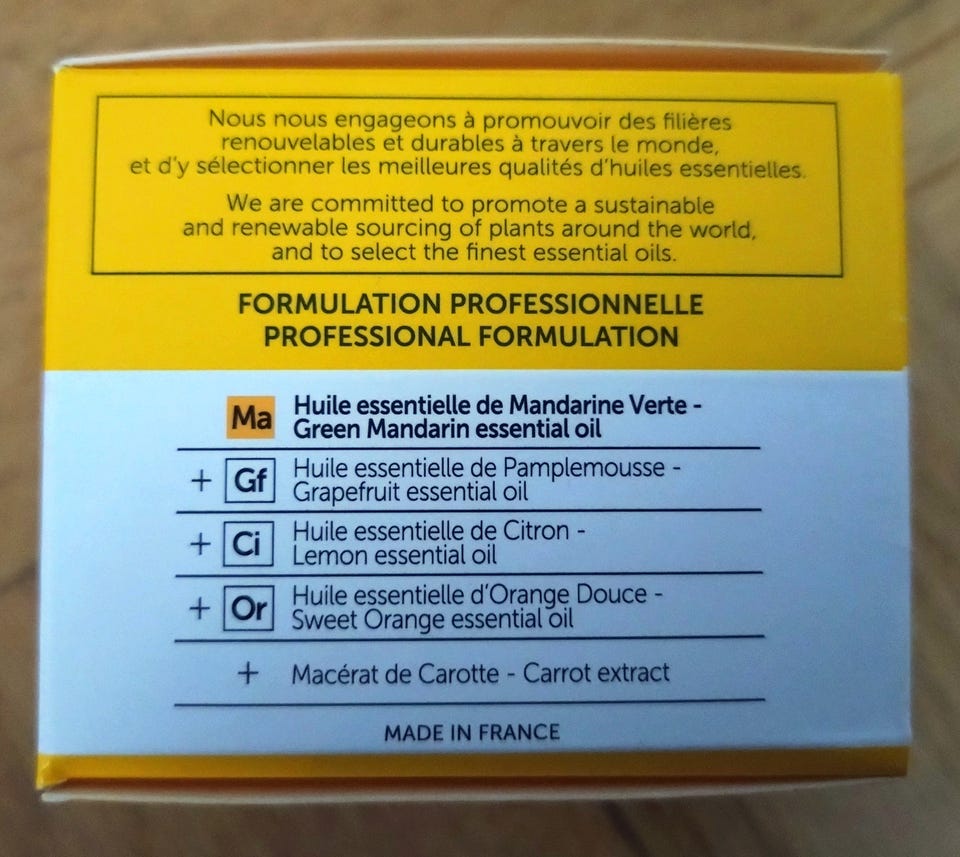 Nous nous engageons à promouvoir des filières
renouvelables et durables à travers le monde,
et d'y sélectionner les meilleures qualités d'huiles essentielles.
We are committed to promote a sustainable
and renewable sourcing of plants around the world,
and to select the finest essential oils.
FORMULATION PROFESSIONNELLE
PROFESSIONAL FORMULATION
Ma Huile essentielle de Mandarine Verte -
Green Mandarin essential oil
+ Gf Huile essentielle de Pamplemousse -
Grapefruit essential oil
+ Ci Huile essentielle de Citron -
Lemon essential oil
+ Or Huile essentielle d'Orange Douce -
Sweet Orange essential oil
+ Macérat de Carotte - Carrot extract
MADE IN FRANCE